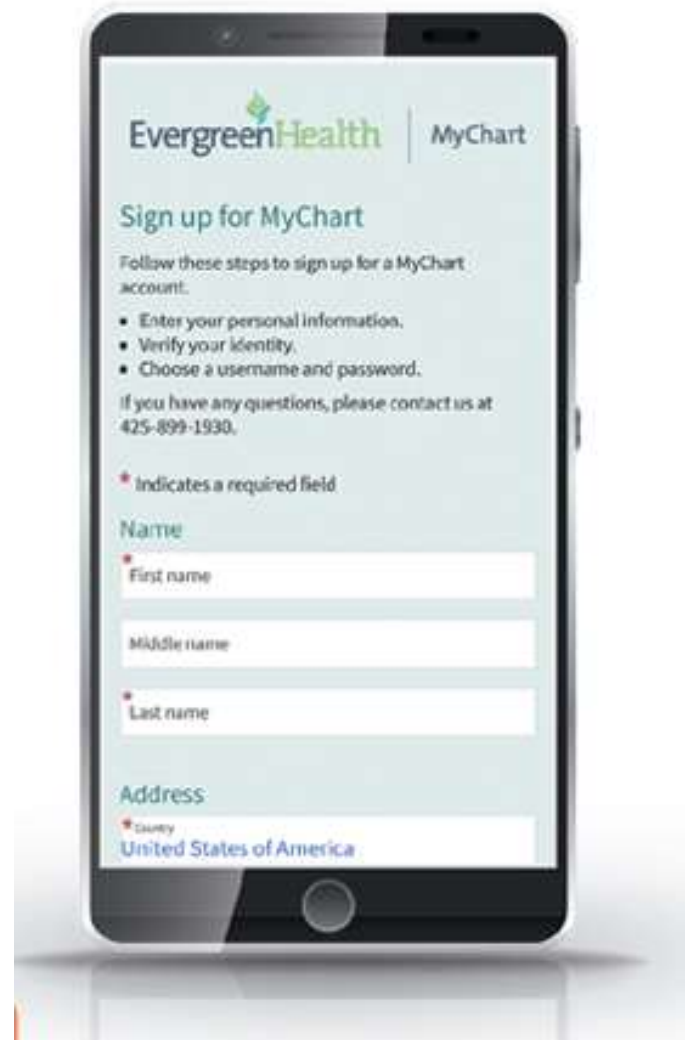 EvergreenHealth | MyChart
Sign up for MyChart
Follow these steps to sign up for a MyChart
account.
• Enter your personal information.
• Verify your identity.
• Choose a username and password.
If you have any questions, please contact us at
425-899-1930.
* Indicates a required field
Name
* First name
Middle name
* Last name
Address
* Country
United States of America